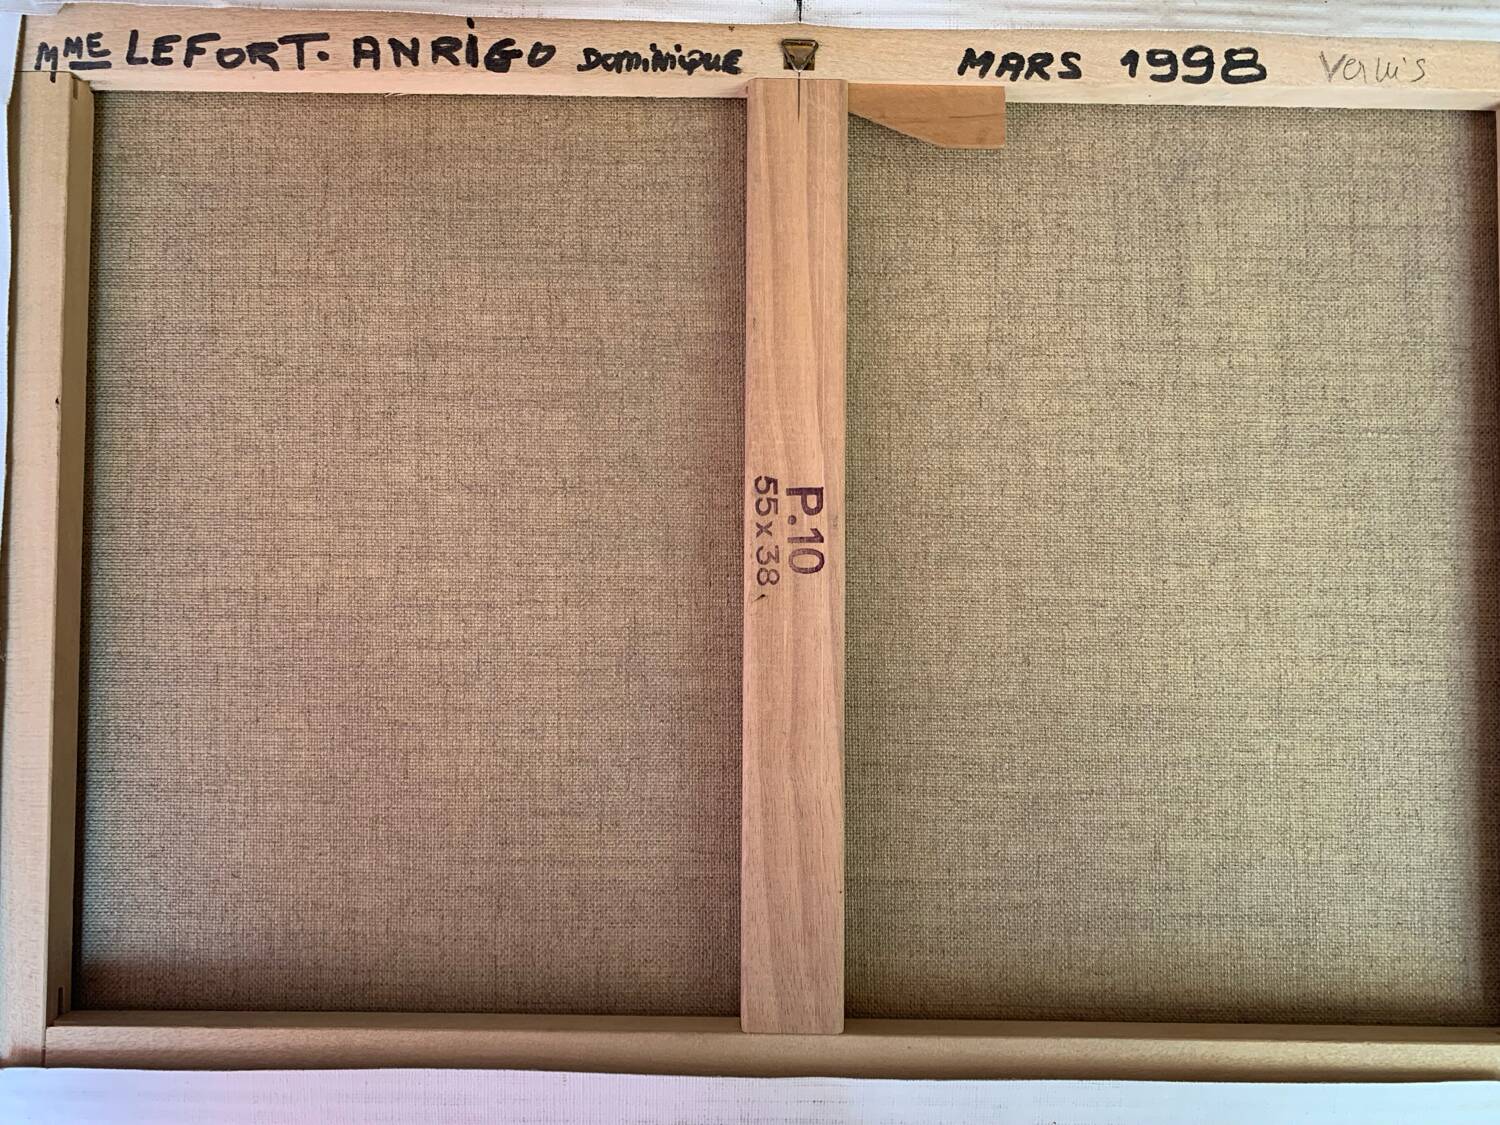 MME LEFORT. ANRIGO DOMINIQUE MARS 1998 Vernis
P.10
55 x 38